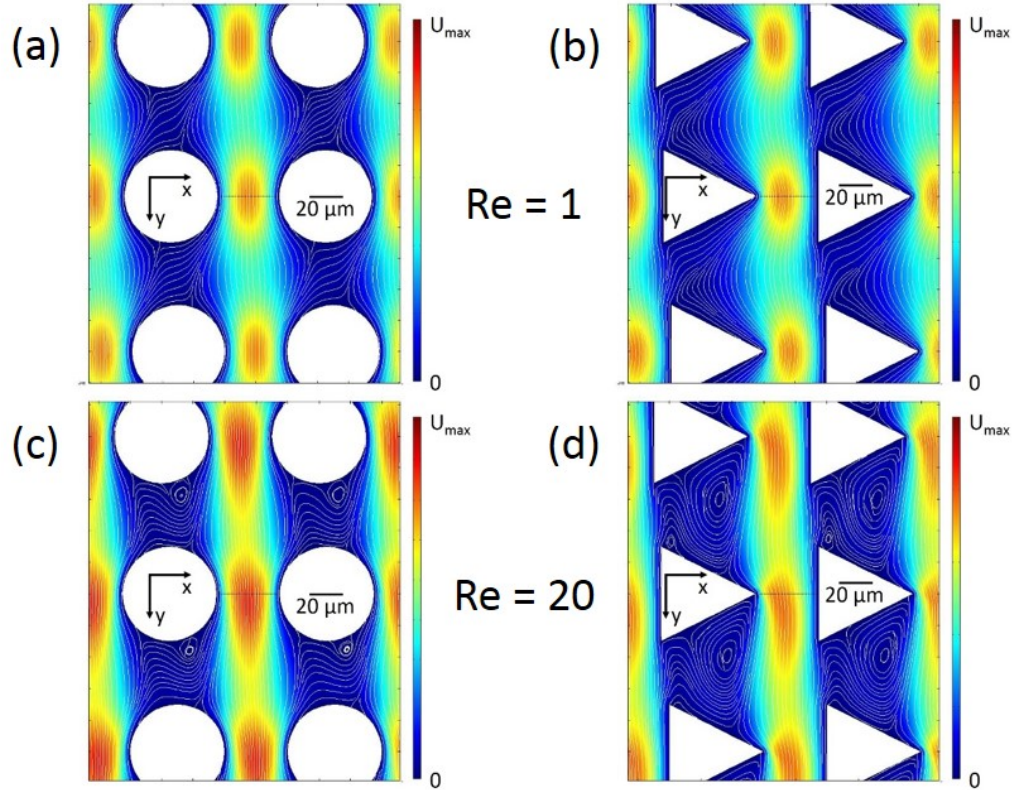 (a)
x
y
20 μm
Umax
0
Re = 1
(b)
x
y
20 μm
Umax
0
(c)
x
y
20 μm
Umax
0
Re = 20
(d)
x
y
20 μm
Umax
0